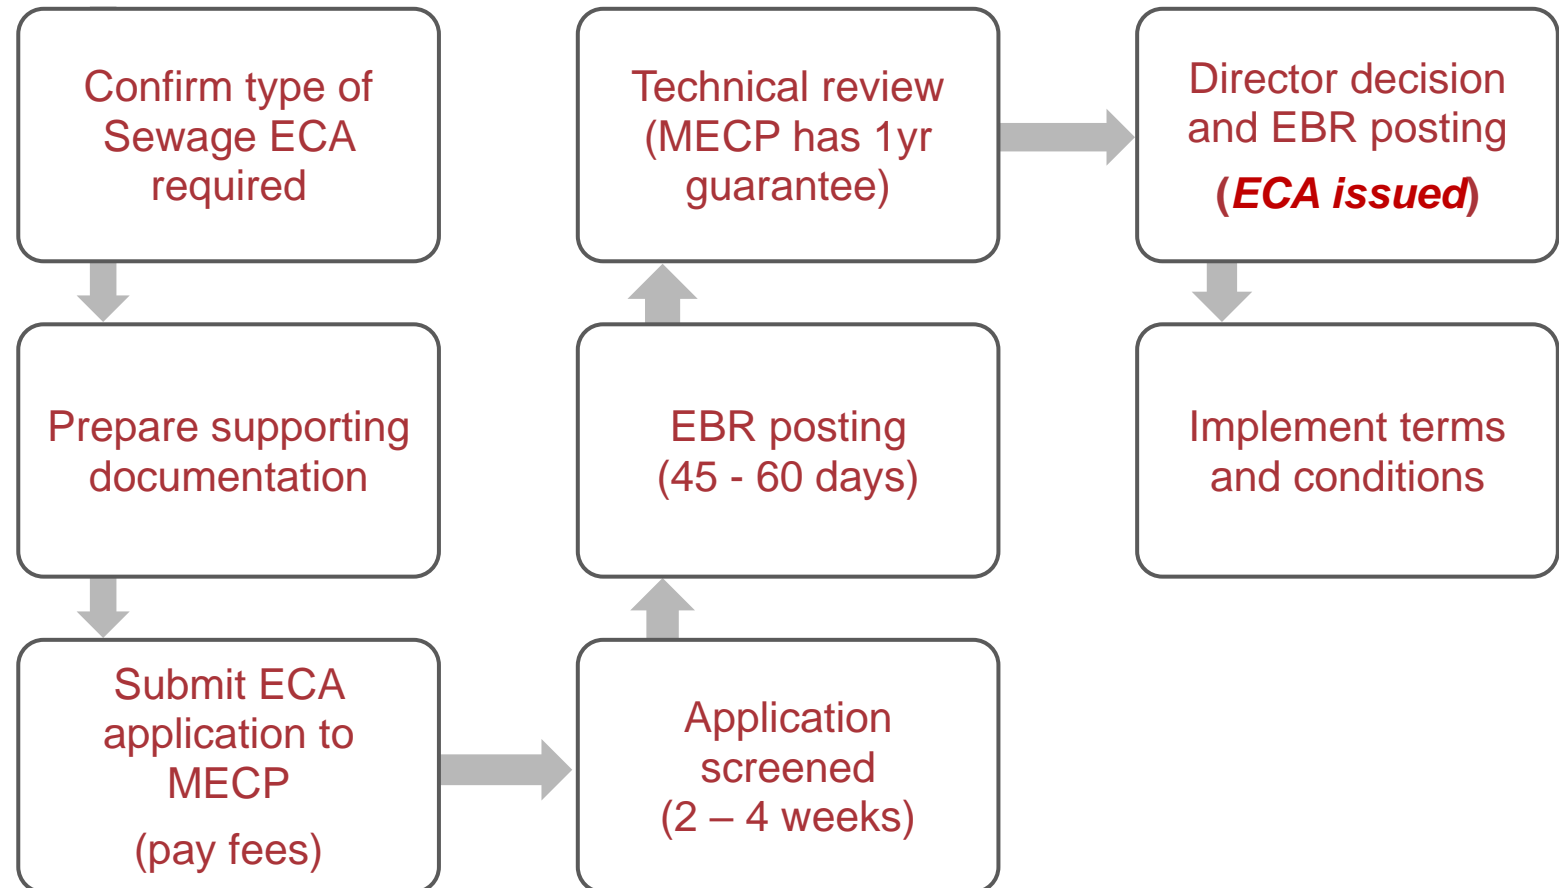 Confirm type of
Sewage ECA
required
Prepare supporting
documentation
Submit ECA
application to
MECP
(pay fees)
Application
screened
(2 – 4 weeks)
EBR posting
(45 - 60 days)
Technical review
(MECP has 1yr
guarantee)
Director decision
and EBR posting
(ECA issued)
Implement terms
and conditions